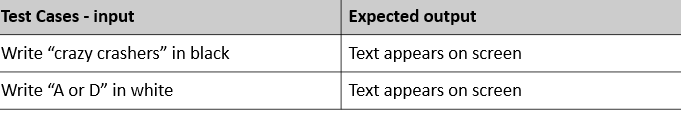 Test Cases - input Expected output
Write “crazy crashers” in black Text appears on screen
Write “A or D” in white Text appears on screen